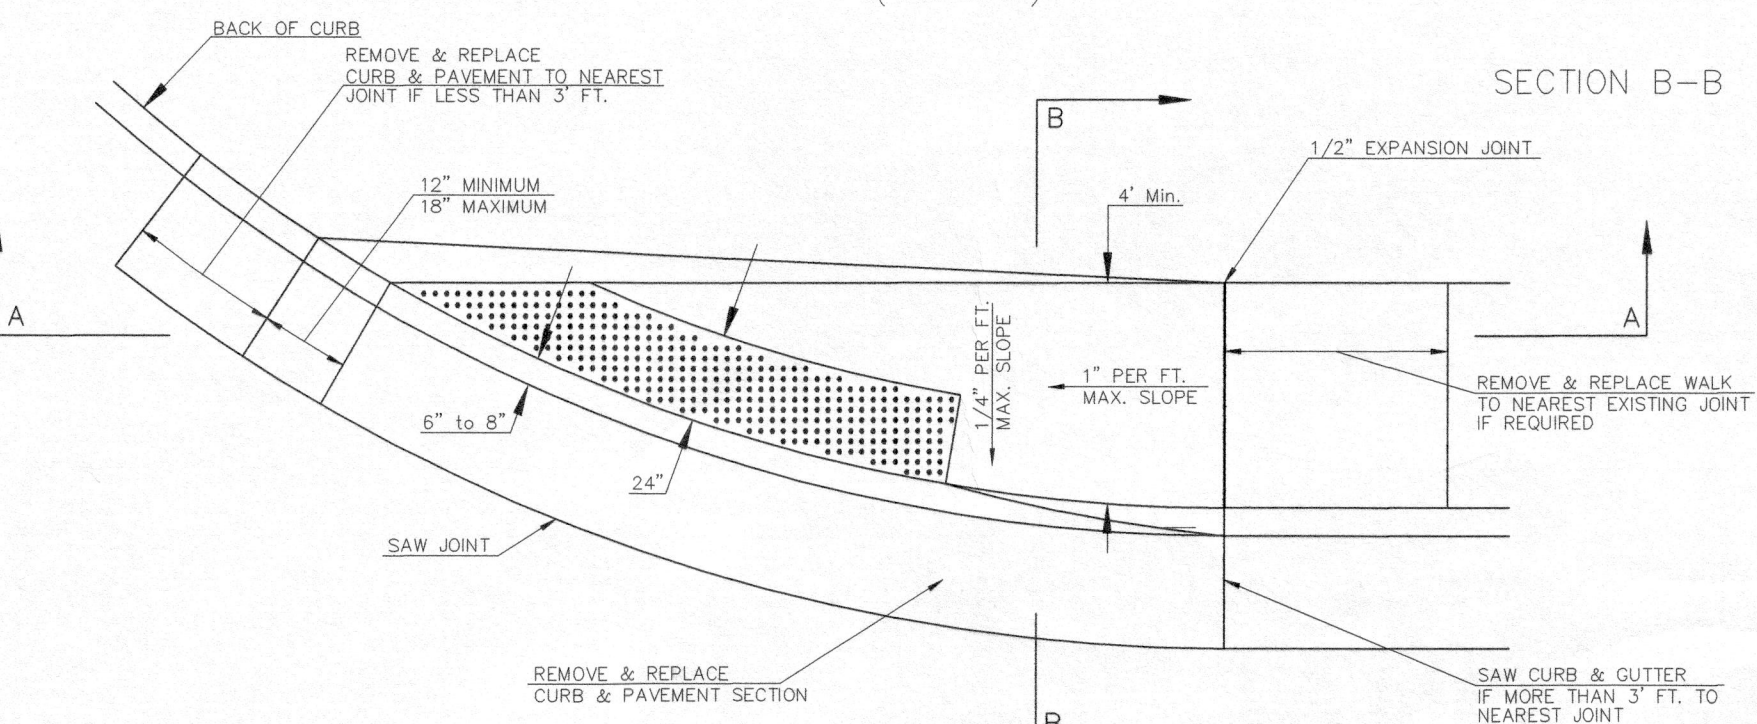 BACK OF CURB
REMOVE & REPLACE
CURB & PAVEMENT TO NEAREST
JOINT IF LESS THAN 3' FT.
SECTION B-B
B
1/2" EXPANSION JOINT
12" MINIMUM
18" MAXIMUM
4' Min.
A
A
1/4" PER FT.
MAX. SLOPE
1" PER FT.
MAX. SLOPE
REMOVE & REPLACE WALK
TO NEAREST EXISTING JOINT
IF REQUIRED
6" to 8"
24"
SAW JOINT
REMOVE & REPLACE
CURB & PAVEMENT SECTION
SAW CURB & GUTTER
IF MORE THAN 3' FT. TO
NEAREST JOINT
B